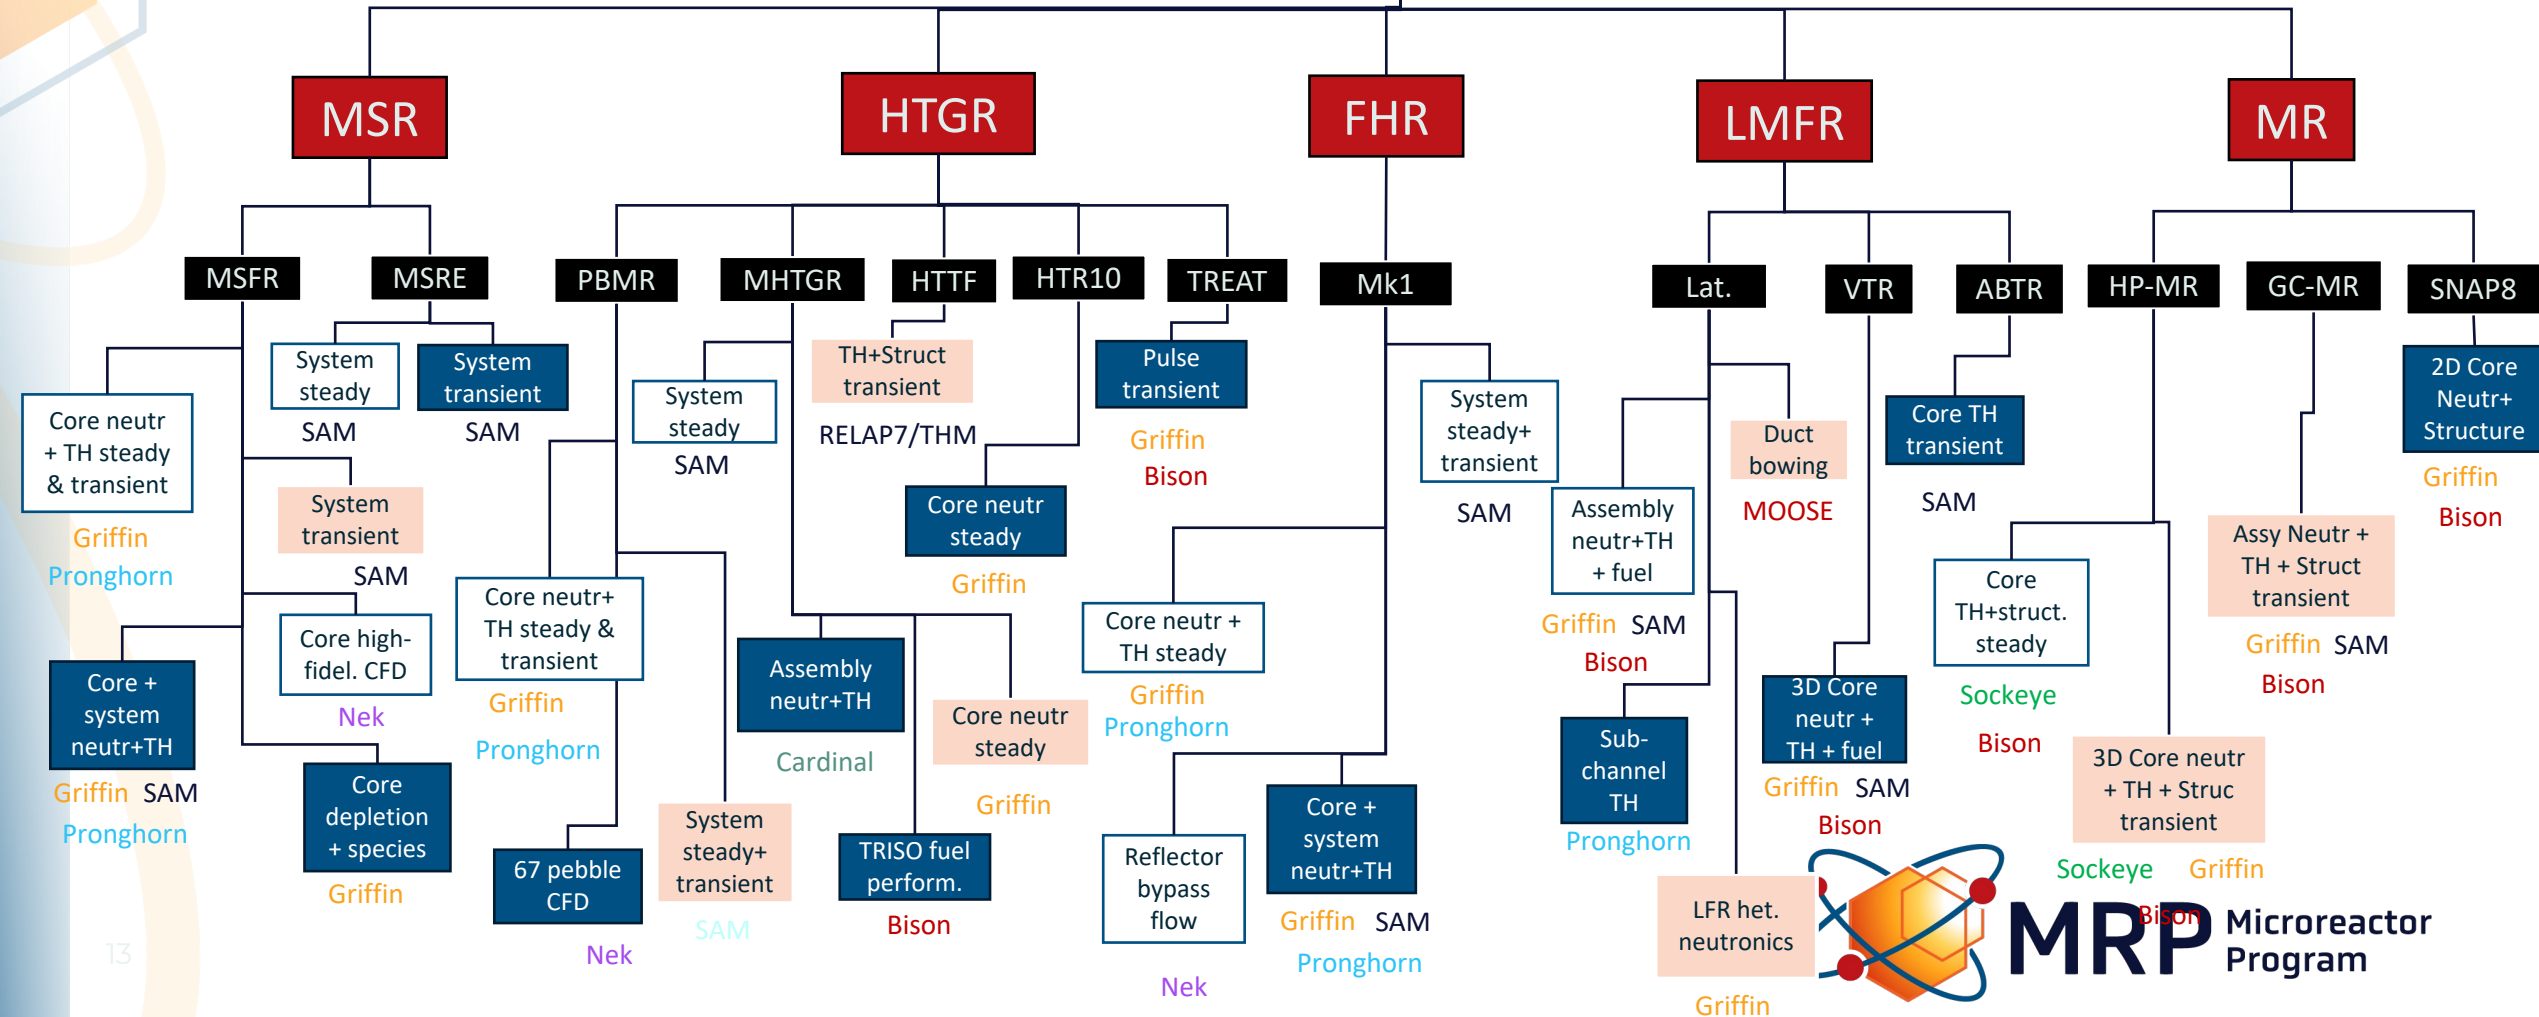 MSR
HTGR
FHR
LMFR
MR
MSFR
MSRE
PBMR
MHTGR
HTTF
HTR10
TREAT
Mk1
Lat.
VTR
ABTR
HP-MR
GC-MR
SNAP8
Core neutr
+ TH steady
& transient
Griffin
Pronghorn
System
transient
SAM
Core high-
fidel. CFD
Nek
Core +
system
neutr+TH
Griffin SAM
Pronghorn
Core
depletion
+ species
Griffin
System
steady
SAM
System
transient
SAM
Core neutr+
TH steady &
transient
Griffin
Pronghorn
67 pebble
CFD
Nek
System
steady+
transient
SAM
System
steady
SAM
Assembly
neutr+TH
Cardinal
TRISO fuel
perform.
Bison
Core neutr
steady
Griffin
TH+Struct
transient
RELAP7/THM
Core neutr
steady
Griffin
Pulse
transient
Griffin
Bison
System
steady+
transient
SAM
Core neutr +
TH steady
Griffin
Pronghorn
Reflector
bypass
flow
Nek
Core +
system
neutr+TH
Griffin SAM
Pronghorn
Assembly
neutr+TH
+ fuel
Griffin SAM
Bison
Duct
bowing
MOOSE
Sub-
channel
TH
Pronghorn
LFR het.
neutronics
Griffin
3D Core
neutr +
TH + fuel
Griffin SAM
Bison
Core TH
transient
SAM
Core
TH+struct.
steady
Sockeye
Bison
3D Core neutr
+ TH + Struc
transient
Sockeye Griffin
Bison
Assy Neutr +
TH + Struct
transient
Griffin SAM
Bison
2D Core
Neutr+
Structure
Griffin
Bison
MRP Microreactor
Program
13